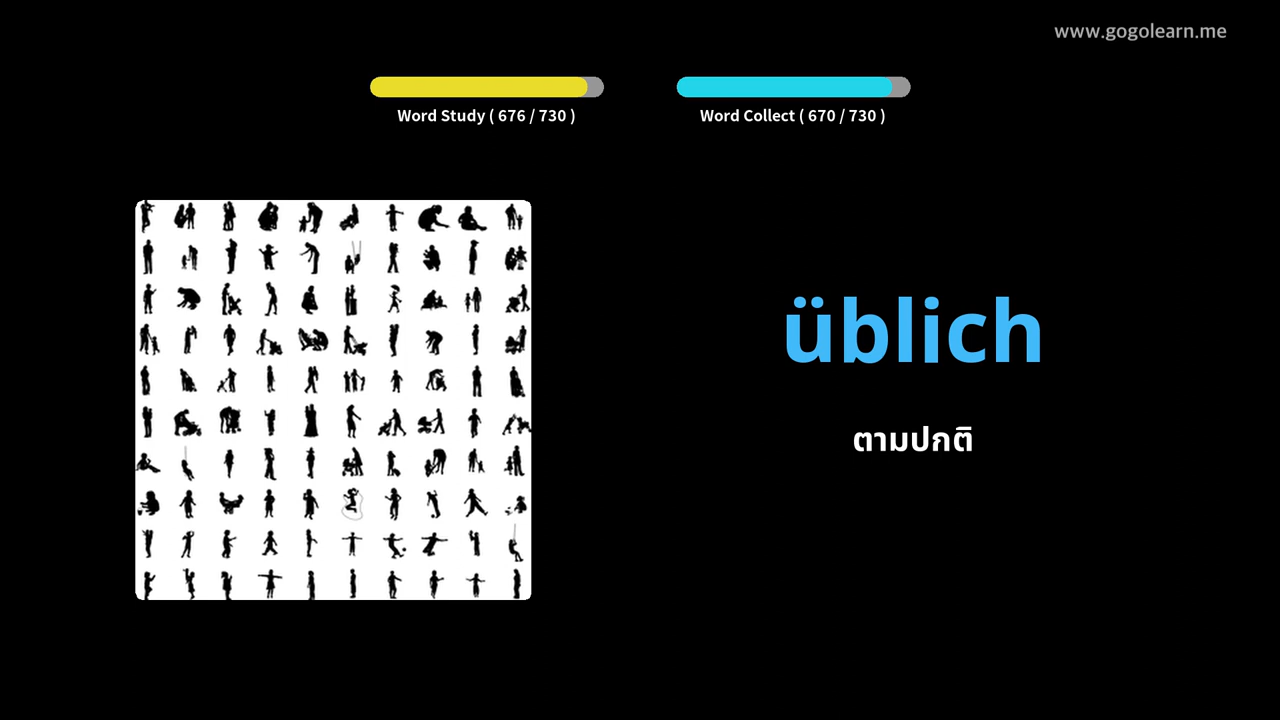 www.gogolearn.me
Word Study ( 676 / 730 )
Word Collect ( 670 / 730 )
üblich
ตามปกติ